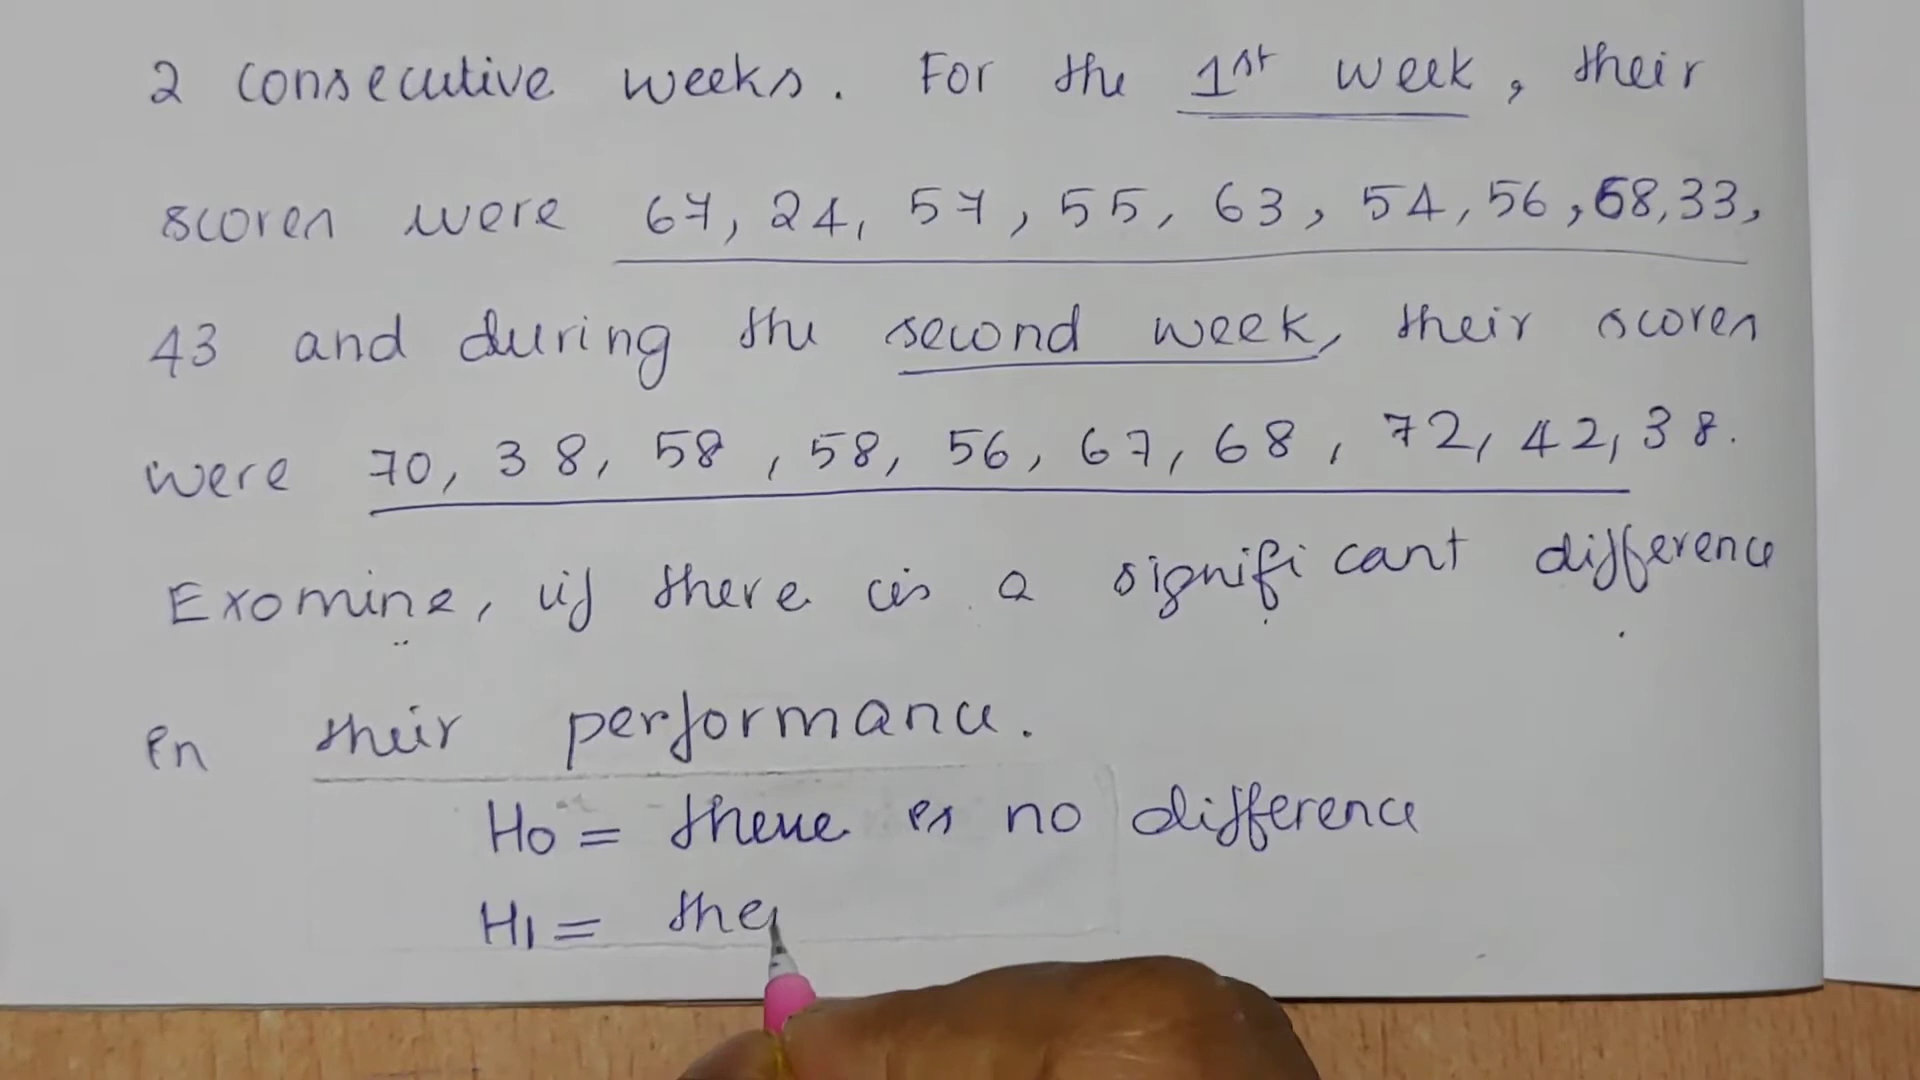 2 consecutive weeks. For the 1st week, their
scores were 67, 24, 57, 55, 63, 54, 56, 68, 33,
43 and during the second week, their scores
were 70, 38, 58, 58, 56, 67, 68, 72, 42, 38.
Examine, if there is a significant difference
in their performance.
H0 = there is no difference
H1 = the